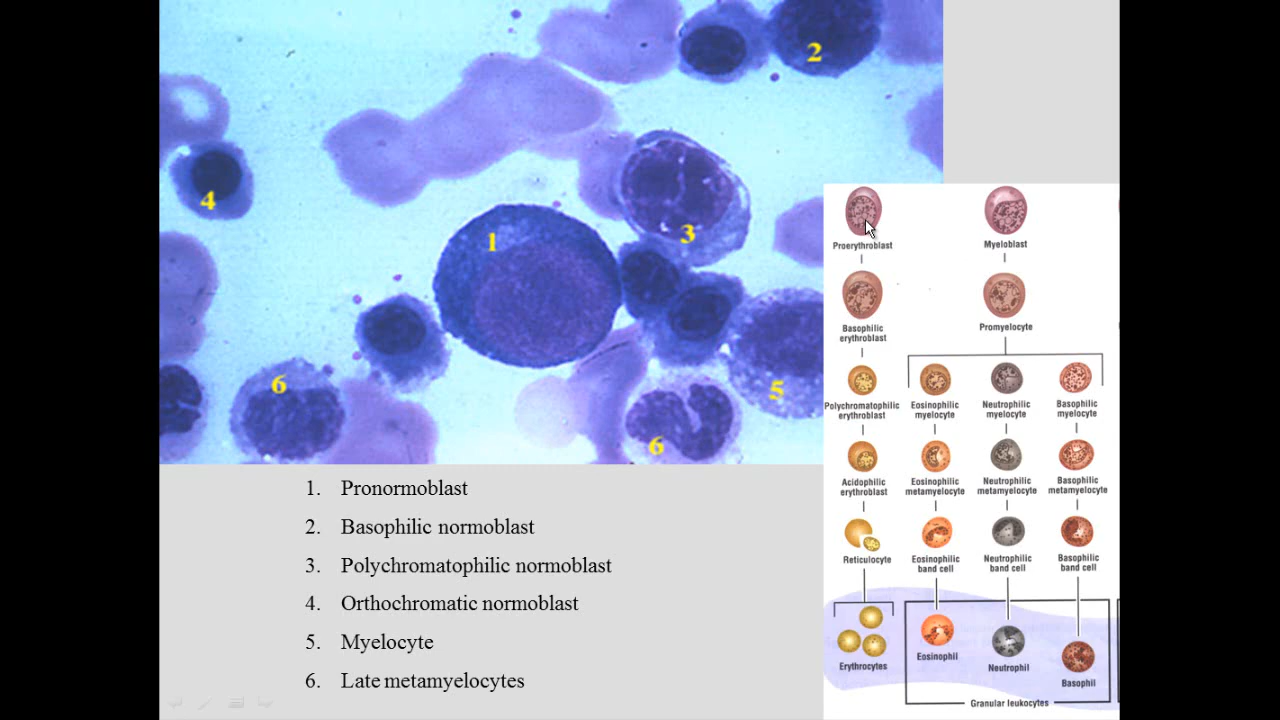 2
4
3
1
6
5
6
1. Pronormoblast
2. Basophilic normoblast
3. Polychromatophilic normoblast
4. Orthochromatic normoblast
5. Myelocyte
6. Late metamyelocytes
Proerythroblast
Myeloblast
Basophilic
erythroblast
Promyelocyte
Polychromatophilic
erythroblast
Eosinophilic
myelocyte
Neutrophilic
myelocyte
Basophilic
myelocyte
Acidophilic
erythroblast
Eosinophilic
metamyelocyte
Neutrophilic
metamyelocyte
Basophilic
metamyelocyte
Reticulocyte
Eosinophilic
band cell
Neutrophilic
band cell
Basophilic
band cell
Erythrocytes
Eosinophil
Neutrophil
Basophil
Granular leukocytes